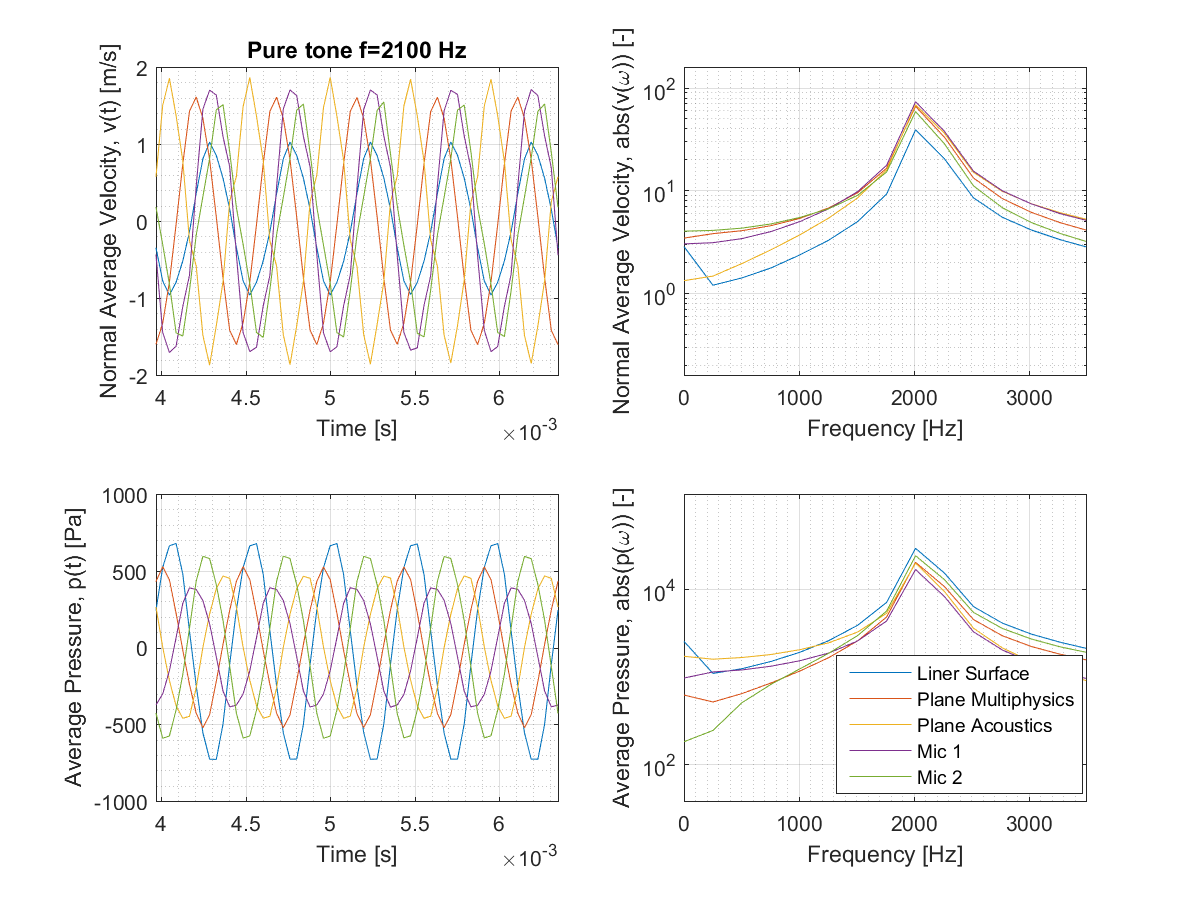 Pure tone f=2100 Hz
Normal Average Velocity, v(t) [m/s]
2
1
0
-1
-2
4
4.5
5
5.5
6
Time [s]
×10-3
Normal Average Velocity, abs(v(ω)) [-]
102
101
100
0
1000
2000
3000
Frequency [Hz]
Average Pressure, p(t) [Pa]
1000
500
0
-500
-1000
4
4.5
5
5.5
6
Time [s]
×10-3
Average Pressure, abs(p(ω)) [-]
104
102
0
1000
2000
3000
Frequency [Hz]
Liner Surface
Plane Multiphysics
Plane Acoustics
Mic 1
Mic 2